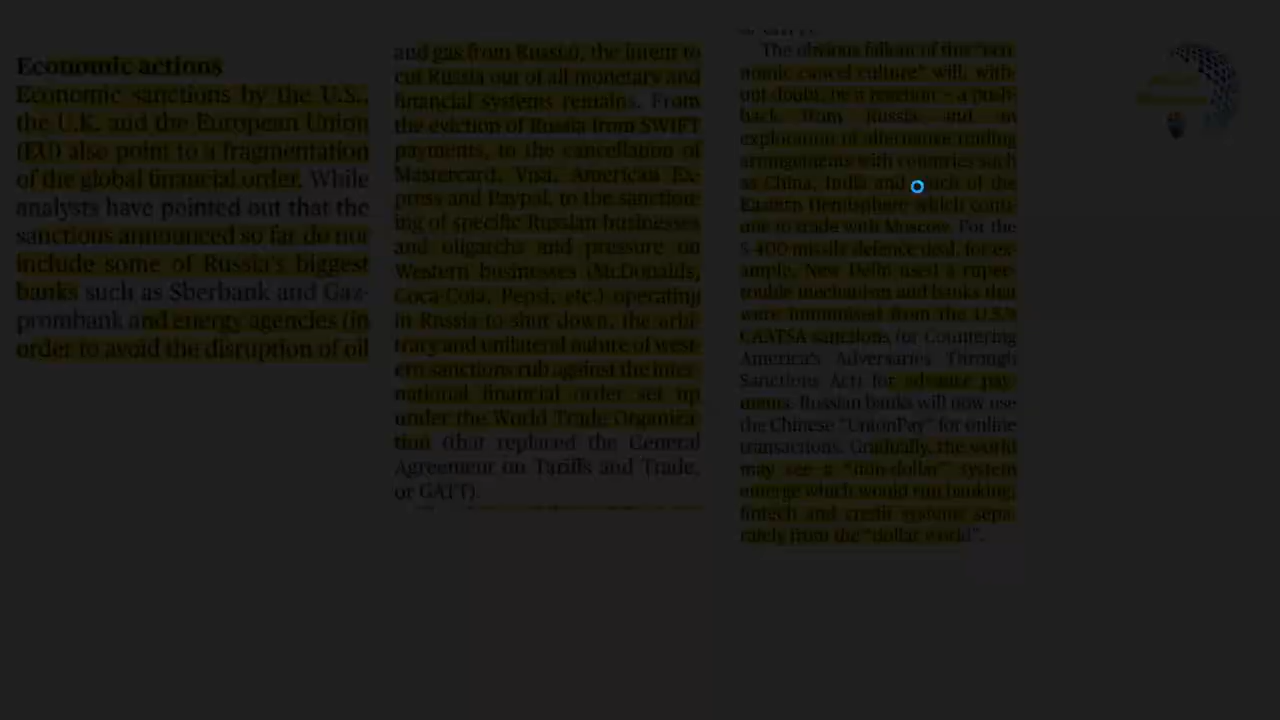 Economic actions
Economic sanctions by the U.S.,
the U.K. and the European Union
(EU) also point to a fragmentation
of the global financial order. While
analysts have pointed out that the
sanctions announced so far do not
include some of Russia's biggest
banks such as Sberbank and Gaz-
prombank and energy agencies (in
order to avoid the disruption of oil
and gas from Russia), the intent to
cut Russia out of all monetary and
financial systems remains. From
the eviction of Russia from SWIFT
payments, to the cancellation of
Mastercard, Visa, American Ex-
press and Paypal, to the sanction-
ing of specific Russian businesses
and oligarchs and pressure on
Western businesses (McDonalds,
Coca-Cola, Pepsi, etc.) operating
in Russia to shut down, the arbi-
trary and unilateral nature of west-
ern sanctions rub against the inter-
national financial order set up
under the World Trade Organiza-
tion (that replaced the General
Agreement on Tariffs and Trade,
or GATT).
The obvious fallout of this "eco-
nomic cancel culture" will, with-
out doubt, be a reaction – a push-
back from Russia and an
exploration of alternative trading
arrangements with countries such
as China, India and much of the
Eastern Hemisphere which conti-
nue to trade with Moscow. For the
S-400 missile defence deal, for ex-
ample, New Delhi used a rupee-
rouble mechanism and banks that
were immunised from the U.S.'s
CAATSA sanctions (or Countering
America's Adversaries Through
Sanctions Act) for advance pay-
ments. Russian banks will now use
the Chinese "UnionPay" for online
transactions. Gradually, the world
may see a "non-dollar" system
emerge which would run banking,
fintech and credit systems sepa-
rately from the "dollar world".